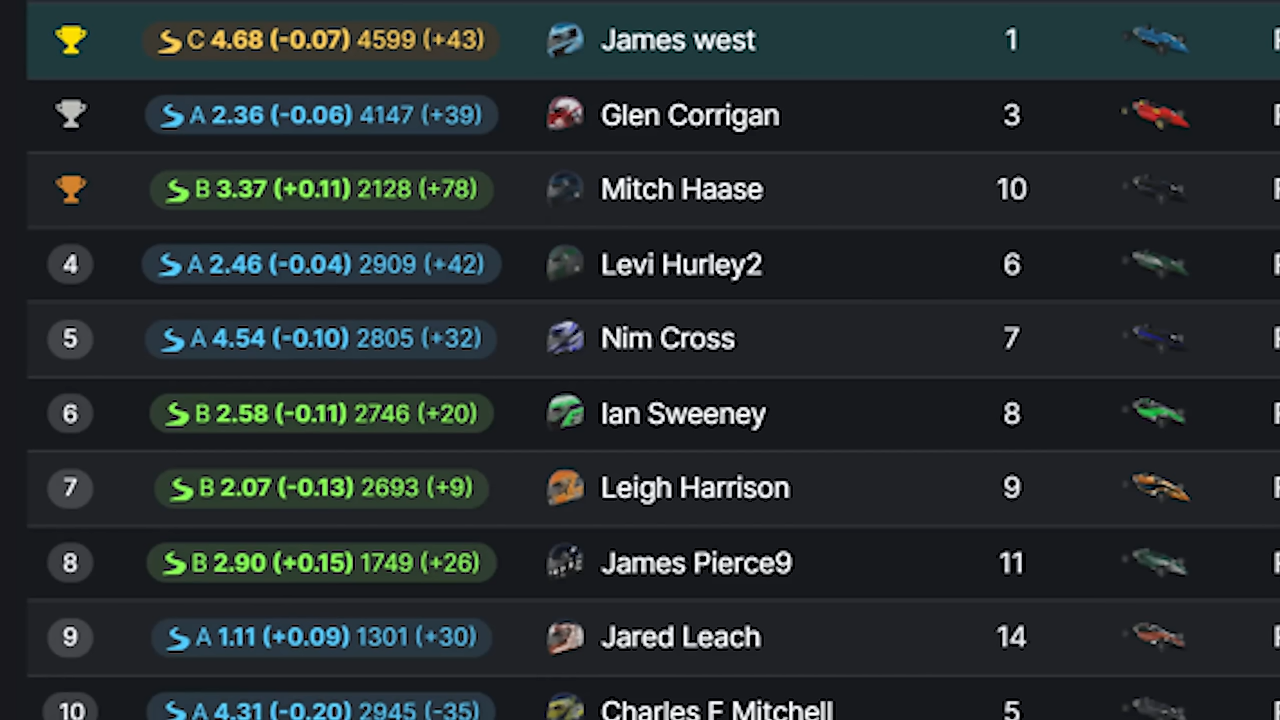 C 4.68 (-0.07) 4599 (+43) James west 1
A 2.36 (-0.06) 4147 (+39) Glen Corrigan 3
B 3.37 (+0.11) 2128 (+78) Mitch Haase 10
4 A 2.46 (-0.04) 2909 (+42) Levi Hurley2 6
5 A 4.54 (-0.10) 2805 (+32) Nim Cross 7
6 B 2.58 (-0.11) 2746 (+20) Ian Sweeney 8
7 B 2.07 (-0.13) 2693 (+9) Leigh Harrison 9
8 B 2.90 (+0.15) 1749 (+26) James Pierce9 11
9 A 1.11 (+0.09) 1301 (+30) Jared Leach 14
10 A 4.31 (-0.20) 2945 (-35) Charles F Mitchell 5